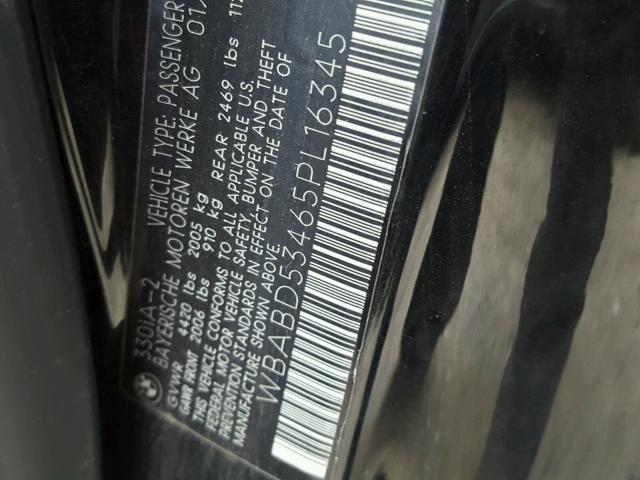 330IA-2 VEHICLE TYPE: PASSENGER
BAYERISCHE MOTOREN WERKE AG 01/
GVWR 4420 lbs 2005 kg
GAWR FRONT 2006 lbs 910 kg REAR 2469 lbs 112
THIS VEHICLE CONFORMS TO ALL APPLICABLE U.S.
FEDERAL MOTOR VEHICLE SAFETY, BUMPER AND THEFT
PREVENTION STANDARDS IN EFFECT ON THE DATE OF
MANUFACTURE SHOWN ABOVE.
WBABD53465PL16345